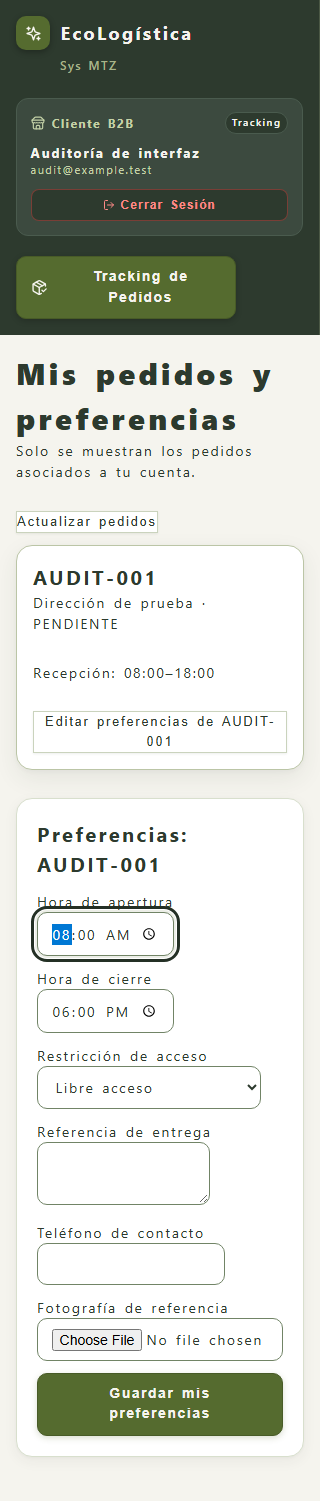 EcoLogística
Sys MTZ
Cliente B2B
Tracking
Auditoría de interfaz
audit@example.test
Cerrar Sesión
Tracking de
Pedidos
Mis pedidos y
preferencias
Solo se muestran los pedidos
asociados a tu cuenta.
Actualizar pedidos
AUDIT-001
Dirección de prueba ·
PENDIENTE
Recepción: 08:00–18:00
Editar preferencias de AUDIT-
001
Preferencias:
AUDIT-001
Hora de apertura
08:00 AM
Hora de cierre
06:00 PM
Restricción de acceso
Libre acceso
Referencia de entrega
Teléfono de contacto
Fotografía de referencia
Choose File No file chosen
Guardar mis
preferencias